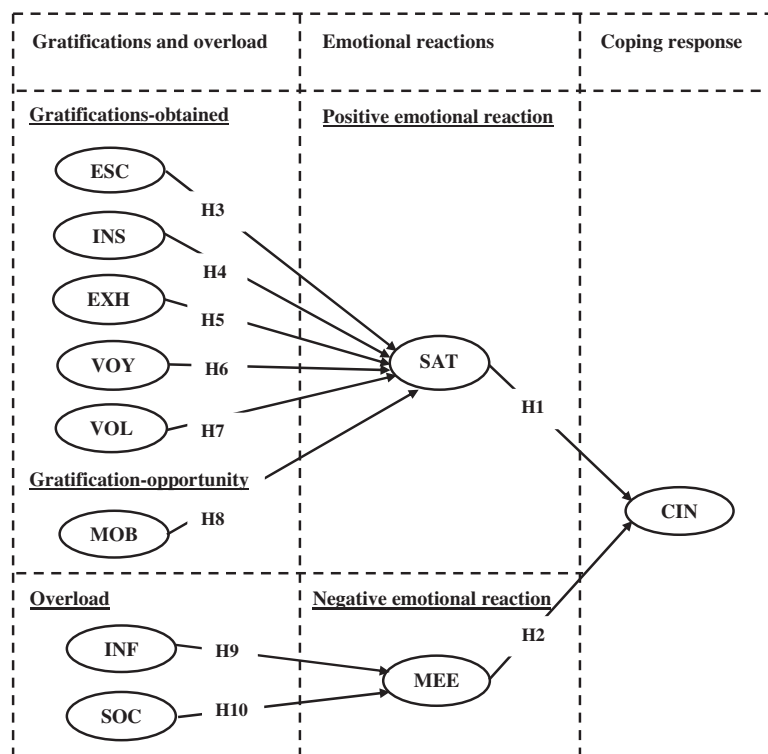 Gratifications and overload
Emotional reactions
Coping response
Gratifications-obtained
Positive emotional reaction
ESC
H3
INS
H4
EXH
H5
SAT
VOY
H6
H1
VOL
H7
Gratification-opportunity
CIN
MOB
H8
Overload
Negative emotional reaction
H2
INF
H9
MEE
SOC
H10